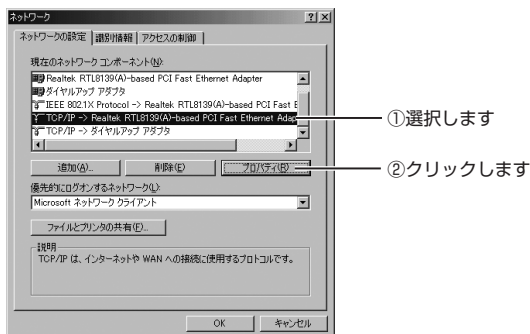 ネットワーク
ネットワークの設定 識別情報 アクセスの制御
現在のネットワーク コンポーネント(N):
Realtek RTL8139(A)-based PCI Fast Ethernet Adapter
ダイヤルアップ アダプタ
IEEE 802.1X Protocol -> Realtek RTL8139(A)-based PCI Fast E
TCP/IP -> Realtek RTL8139(A)-based PCI Fast Ethernet Adap
TCP/IP -> ダイヤルアップ アダプタ
①選択します
追加(A)... 削除(E) プロパティ(R)
②クリックします
優先的にログオンするネットワーク(L):
Microsoft ネットワーク クライアント
ファイルとプリンタの共有(F)...
説明
TCP/IP は、インターネットや WAN への接続に使用するプロトコルです。
OK キャンセル